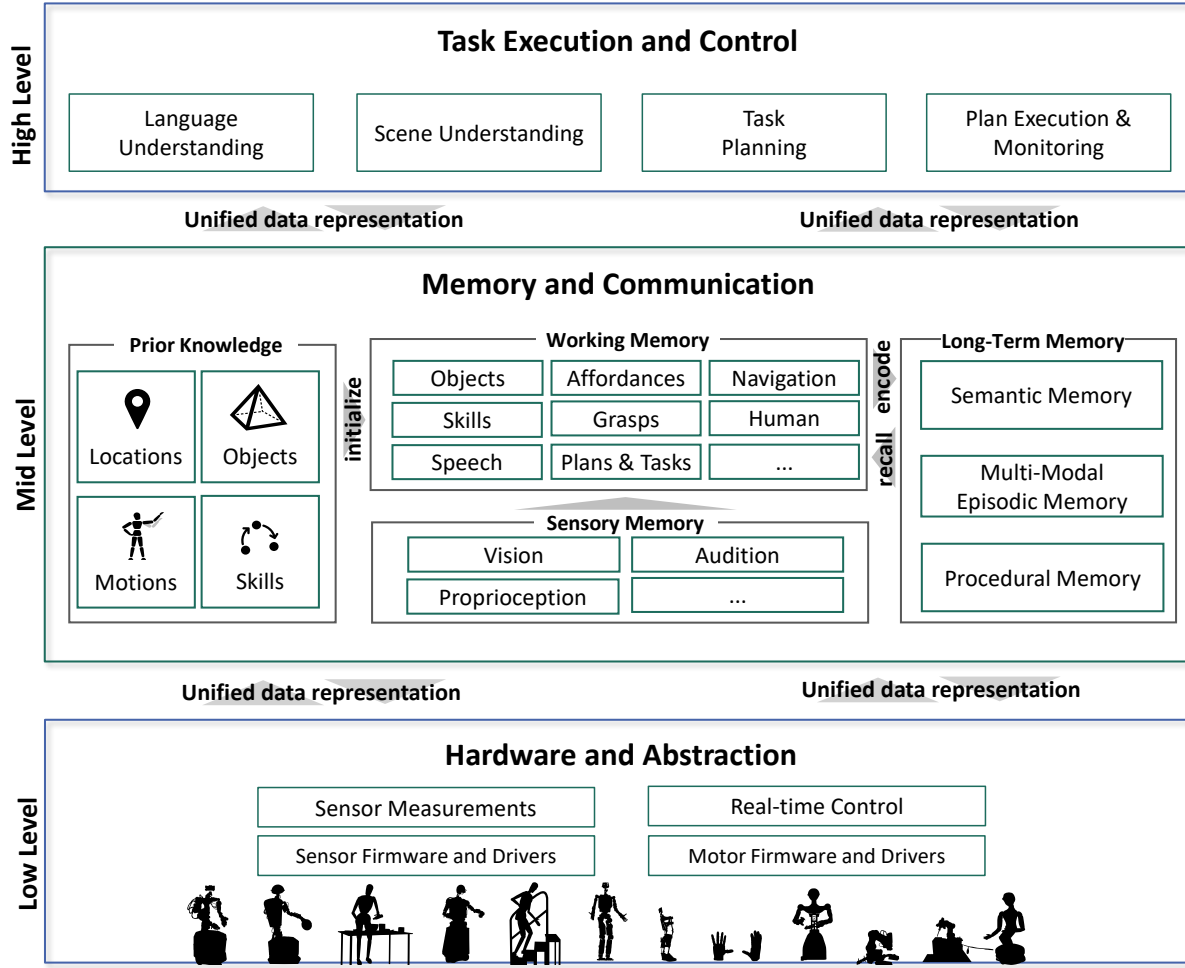 High Level
Task Execution and Control
Language
Understanding
Scene Understanding
Task
Planning
Plan Execution &
Monitoring
Unified data representation
Unified data representation
Mid Level
Memory and Communication
Prior Knowledge
Locations
Objects
Motions
Skills
initialize
Working Memory
Objects
Affordances
Navigation
Skills
Grasps
Human
Speech
Plans & Tasks
...
Sensory Memory
Vision
Audition
Proprioception
...
encode
recall
Long-Term Memory
Semantic Memory
Multi-Modal
Episodic Memory
Procedural Memory
Unified data representation
Unified data representation
Low Level
Hardware and Abstraction
Sensor Measurements
Real-time Control
Sensor Firmware and Drivers
Motor Firmware and Drivers